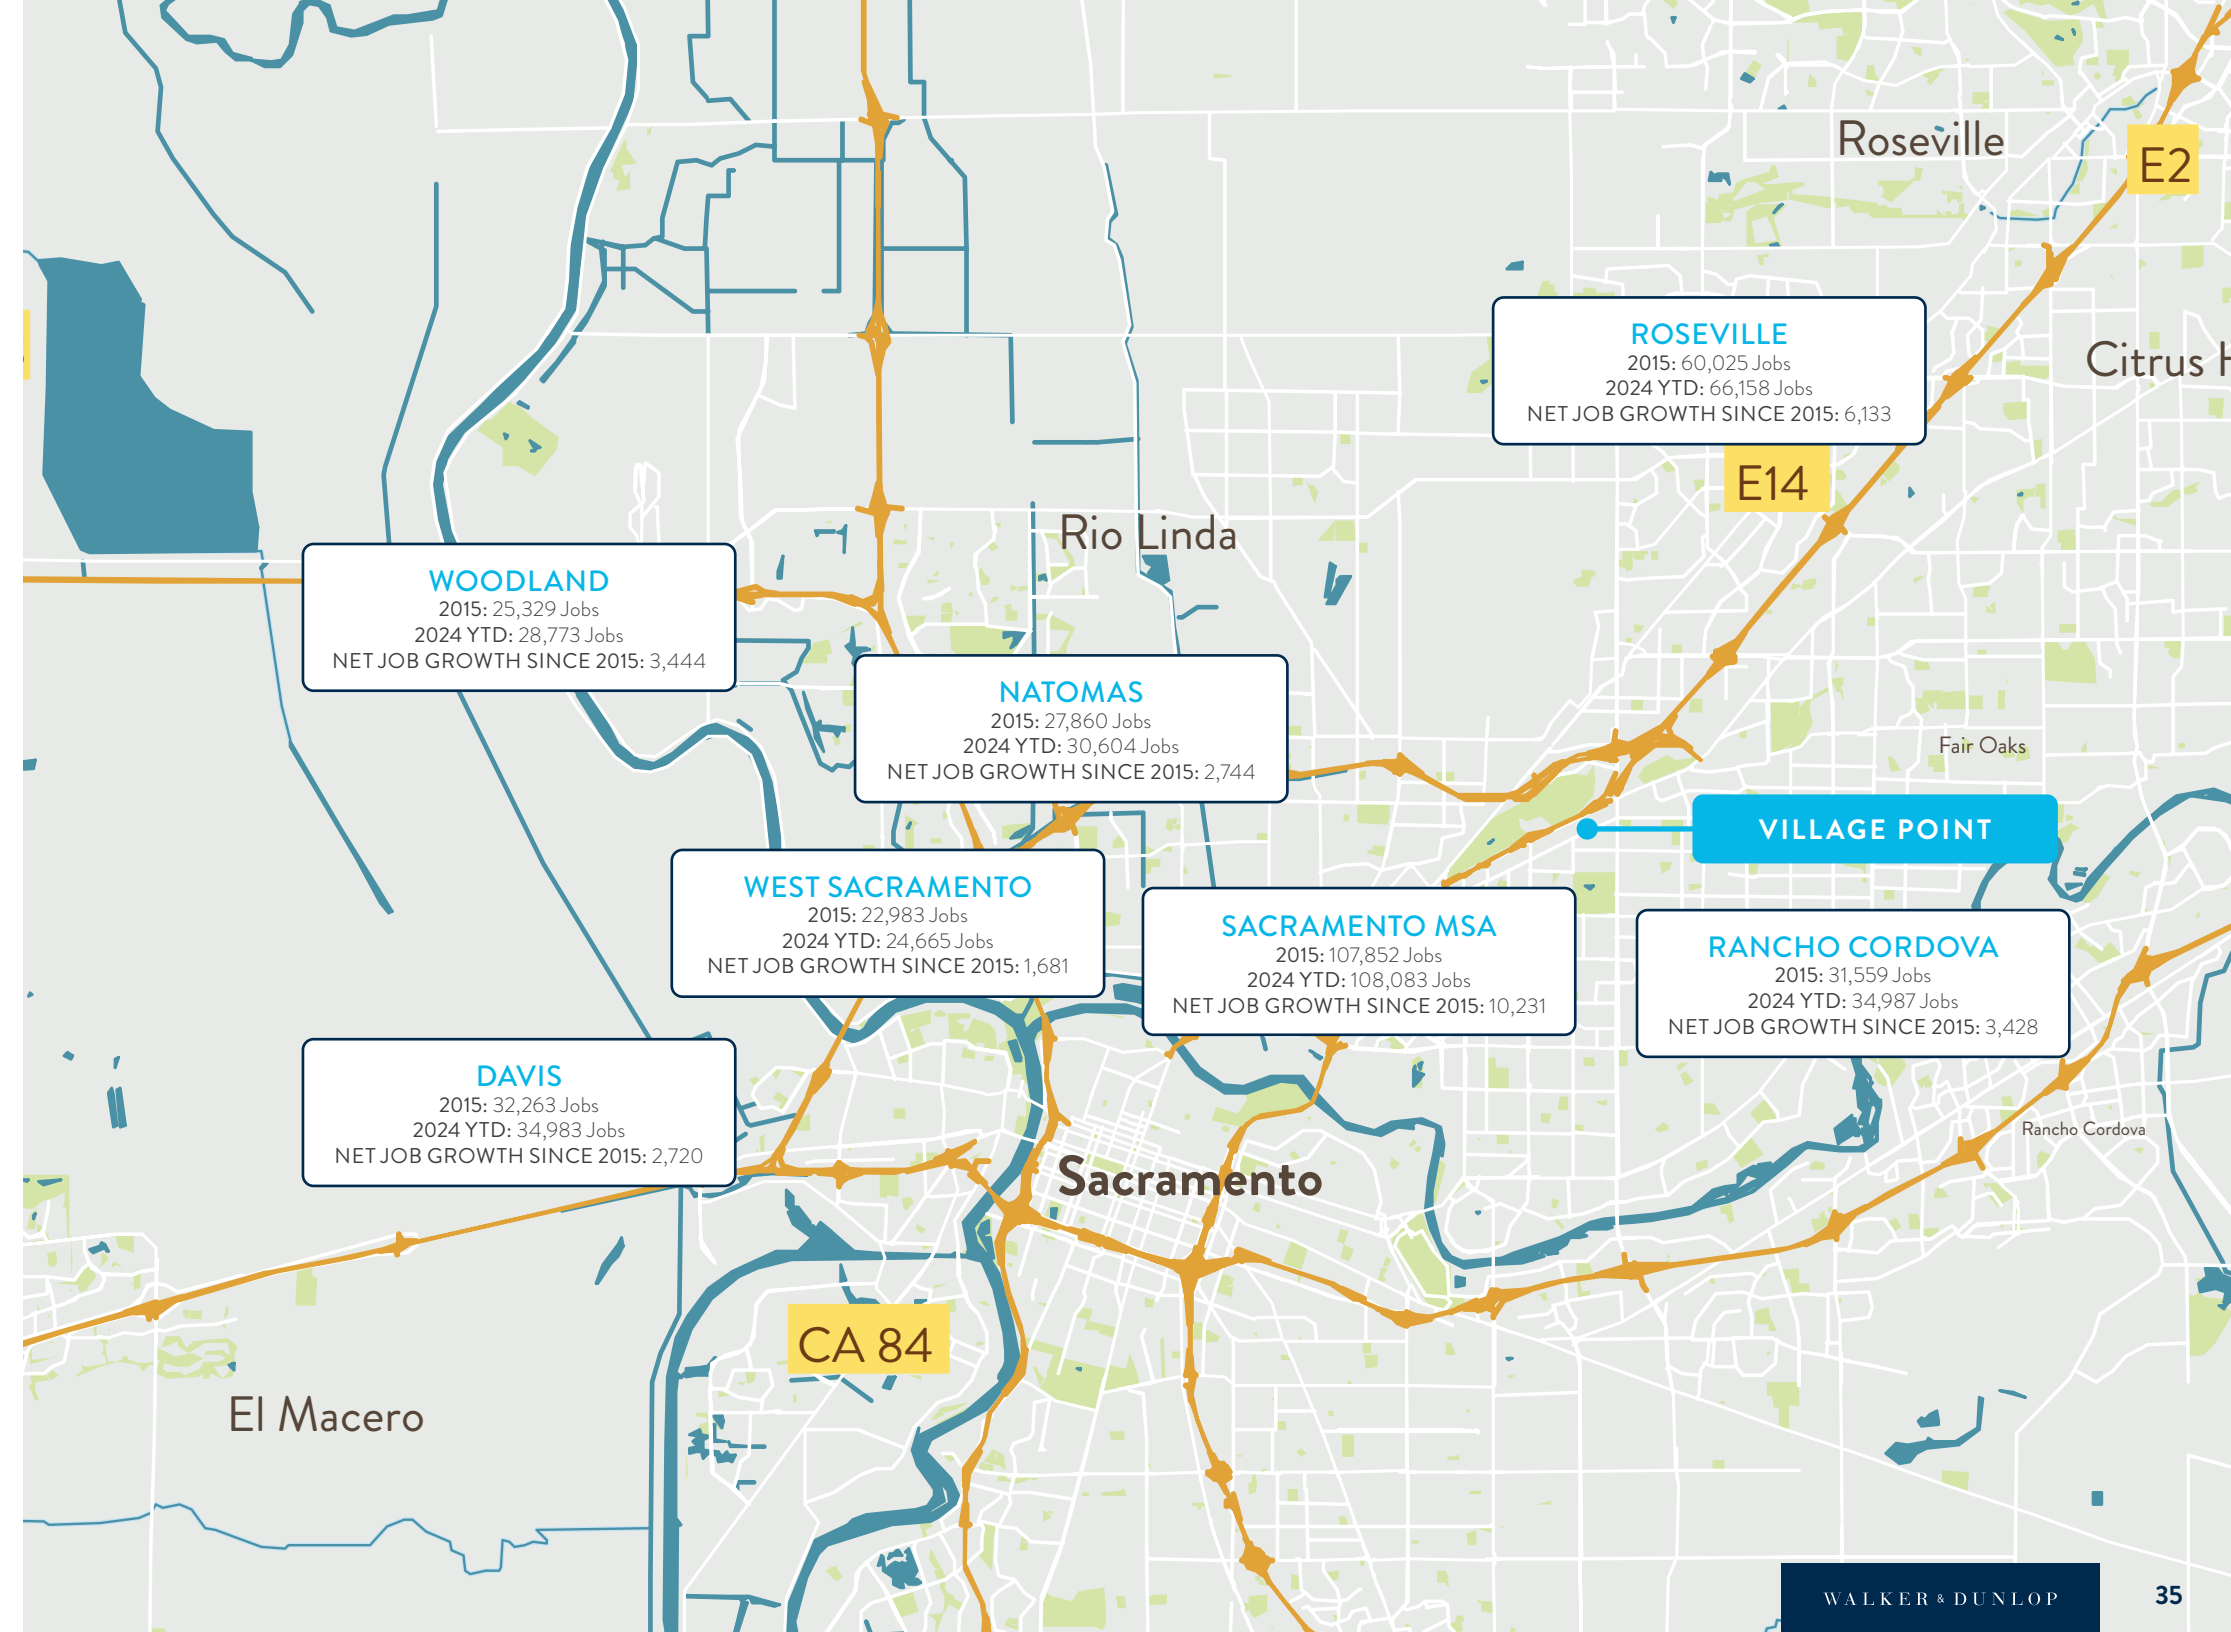 Roseville
E2
ROSEVILLE
2015: 60,025 Jobs
2024 YTD: 66,158 Jobs
NET JOB GROWTH SINCE 2015: 6,133
Citrus H
E14
Rio Linda
WOODLAND
2015: 25,329 Jobs
2024 YTD: 28,773 Jobs
NET JOB GROWTH SINCE 2015: 3,444
NATOMAS
2015: 27,860 Jobs
2024 YTD: 30,604 Jobs
NET JOB GROWTH SINCE 2015: 2,744
Fair Oaks
VILLAGE POINT
WEST SACRAMENTO
2015: 22,983 Jobs
2024 YTD: 24,665 Jobs
NET JOB GROWTH SINCE 2015: 1,681
SACRAMENTO MSA
2015: 107,852 Jobs
2024 YTD: 108,083 Jobs
NET JOB GROWTH SINCE 2015: 10,231
RANCHO CORDOVA
2015: 31,559 Jobs
2024 YTD: 34,987 Jobs
NET JOB GROWTH SINCE 2015: 3,428
DAVIS
2015: 32,263 Jobs
2024 YTD: 34,983 Jobs
NET JOB GROWTH SINCE 2015: 2,720
Rancho Cordova
Sacramento
CA 84
El Macero
WALKER & DUNLOP
35